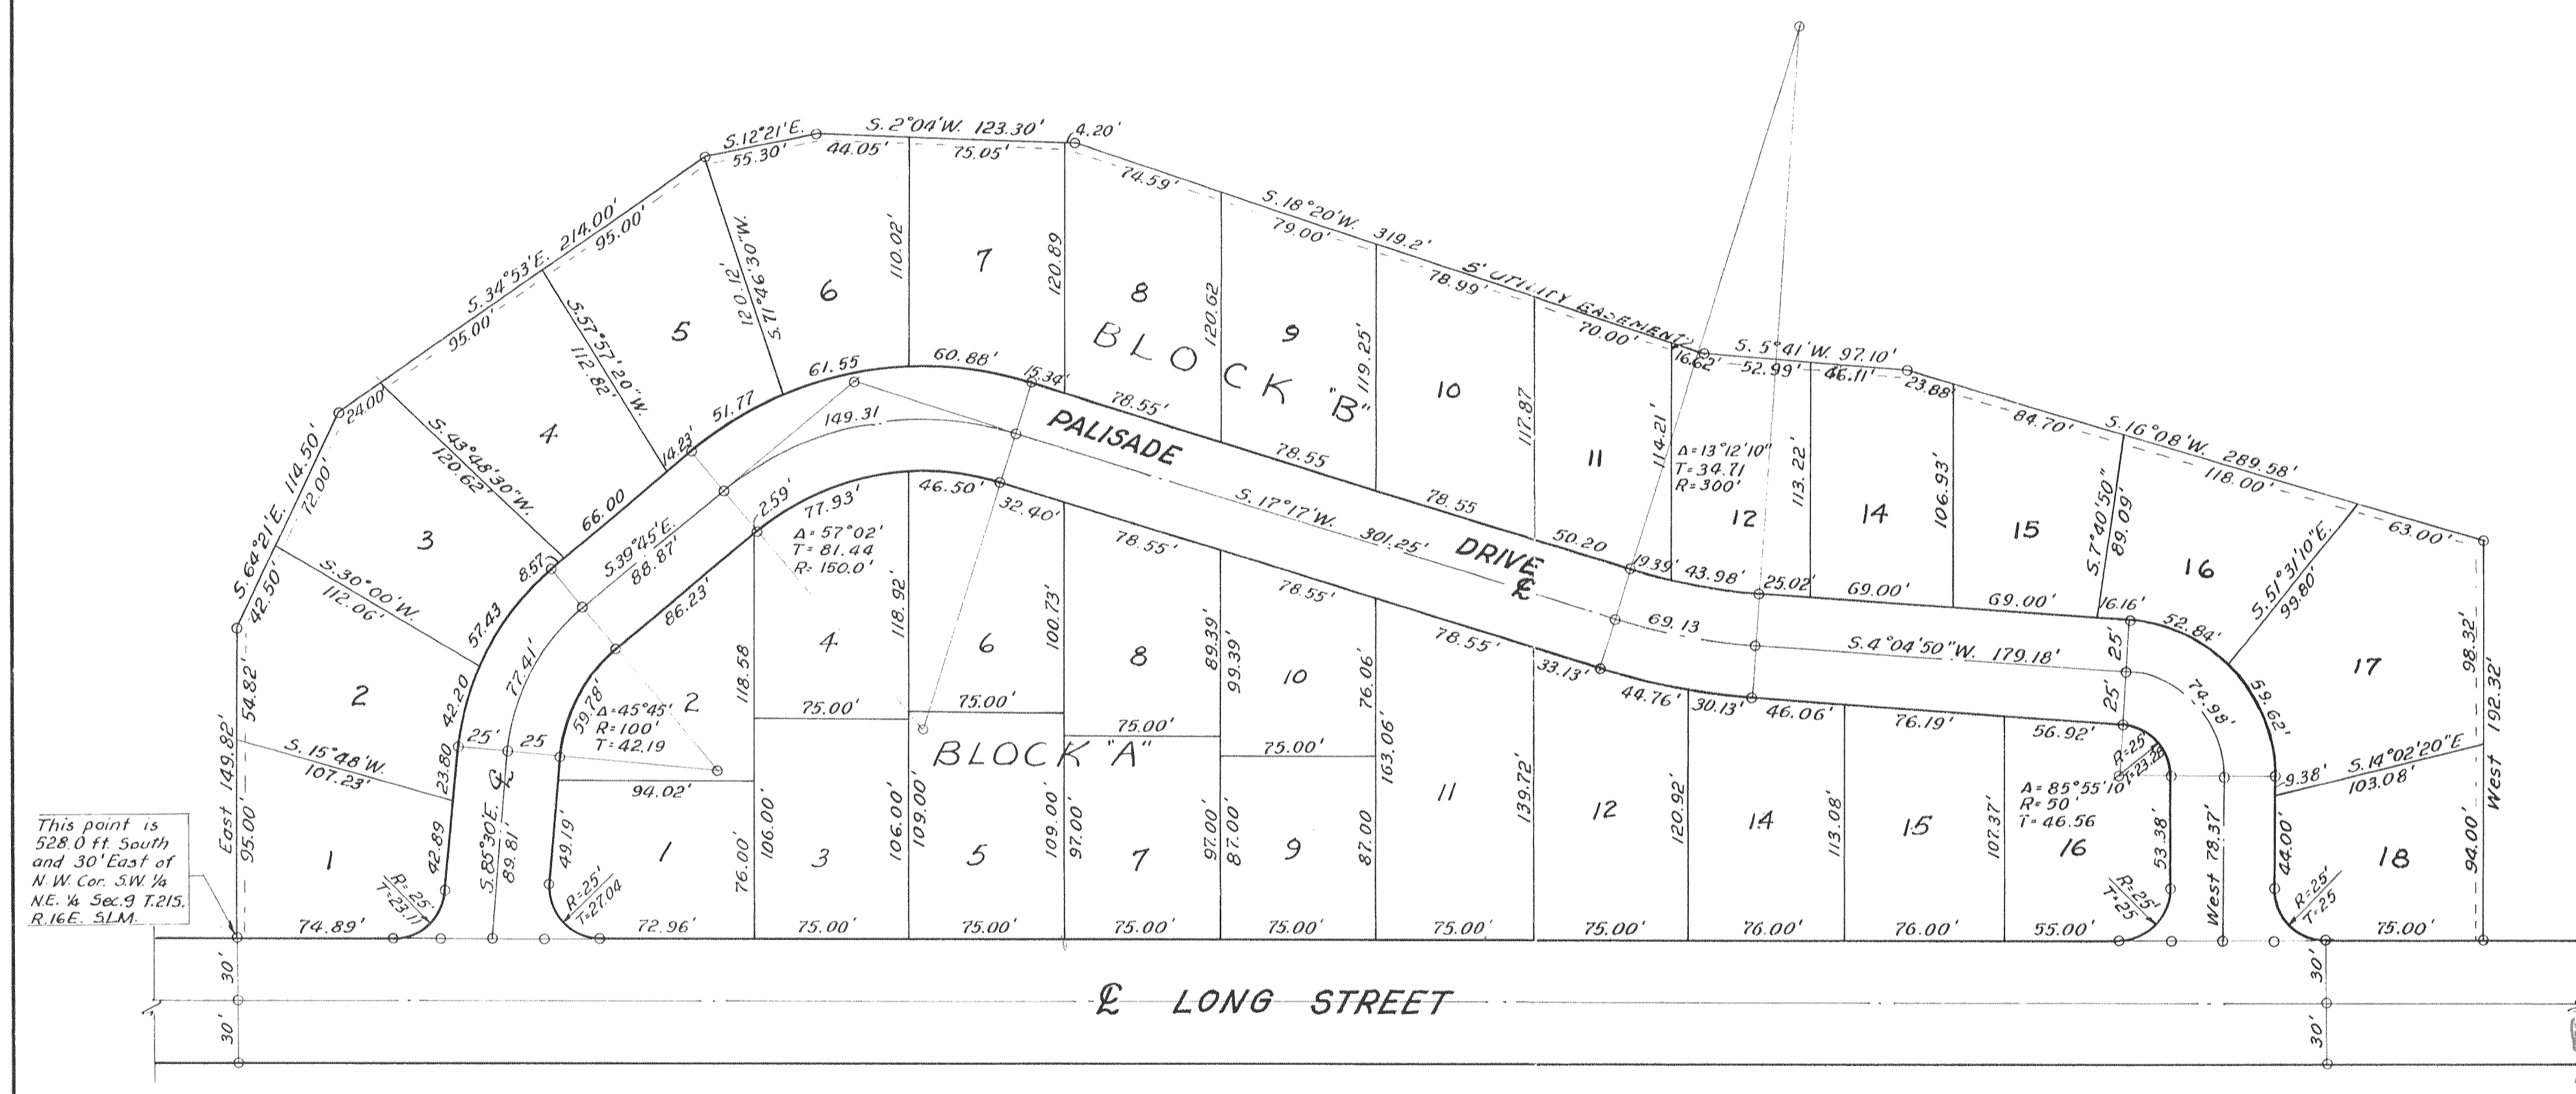 S.12°21'E.
55.30'
S. 2°04'W. 123.30'
44.05'
75.05'
4.20'
74.59'
S.18°20'W. 319.2'
79.00'
78.99'
5' UTILITY EASEMENT
70.00'
16.62'
S. 5°41'W. 97.10'
52.99'
46.11'
23.88'
84.70'
S.16°08'W. 289.58'
118.00'
63.00'
S.34°53'E. 214.00'
95.00'
95.00'
24.00'
S.64°21'E. 114.50'
72.00'
42.50'
East 149.82'
54.82'
95.00'
S.71°46'30"W.
120.12'
S.57°57'20"W.
112.82'
S.43°48'30"W.
120.62'
S.30°00'W.
112.06'
S.15°48'W.
107.23'
110.02'
120.89
120.62
119.25'
117.87
114.21'
113.22'
106.93'
S.7°40'50"
89.09'
S.51°31'10"E.
99.80'
S.14°02'20"E
103.08'
98.32'
West 192.32'
94.00'
1
2
3
4
5
6
7
8
9
10
11
12
14
15
16
17
18
BLOCK "B"
Δ=13°12'10"
T=34.71
R=300'
42.89
23.80
42.20
57.43
8.57
66.00
14.23'
51.77
61.55
60.88'
15.34'
78.55'
78.55
78.55
50.20
19.39'
43.98'
25.02'
69.00'
69.00'
16.16'
52.84'
59.62'
9.38'
44.00'
PALISADE
DRIVE
℄
S.85°30'E. ℄
89.81'
77.41'
S.39°45'E.
88.87'
149.31
S.17°17'W. 301.25'
69.13
S.4°04'50"W. 179.18'
74.98'
West 78.37'
25'
25
25'
25'
49.19'
59.78'
86.23'
2.59'
77.93'
46.50'
32.40'
78.55'
78.55'
78.55'
33.13'
44.76'
30.13'
46.06'
76.19'
56.92'
53.38'
Δ=57°02'
T=81.44
R=150.0'
Δ=45°45'
R=100'
T=42.19
Δ=85°55'10"
R=50'
T=46.56
R=25'
T=23.28
R=25'
T=23.11
R=25'
T=27.04
R=25'
T=25
R=25'
T=25
118.58
118.92'
100.73'
89.39'
99.39'
76.06'
163.06'
139.72'
120.92'
113.08'
107.37'
94.02'
75.00'
75.00'
75.00'
75.00'
BLOCK "A"
76.00'
106.00'
106.00'
109.00'
109.00'
97.00'
97.00'
87.00'
87.00
1
2
3
4
5
6
7
8
9
10
11
12
14
15
16
This point is
528.0 ft. South
and 30' East of
N.W. Cor. S.W. ¼
N.E. ¼ Sec.9 T.21S.
R.16E. S.L.M.
74.89'
72.96'
75.00'
75.00'
75.00'
75.00'
75.00'
75.00'
76.00'
76.00'
55.00'
75.00'
30'
30'
℄ LONG STREET
30'
30'